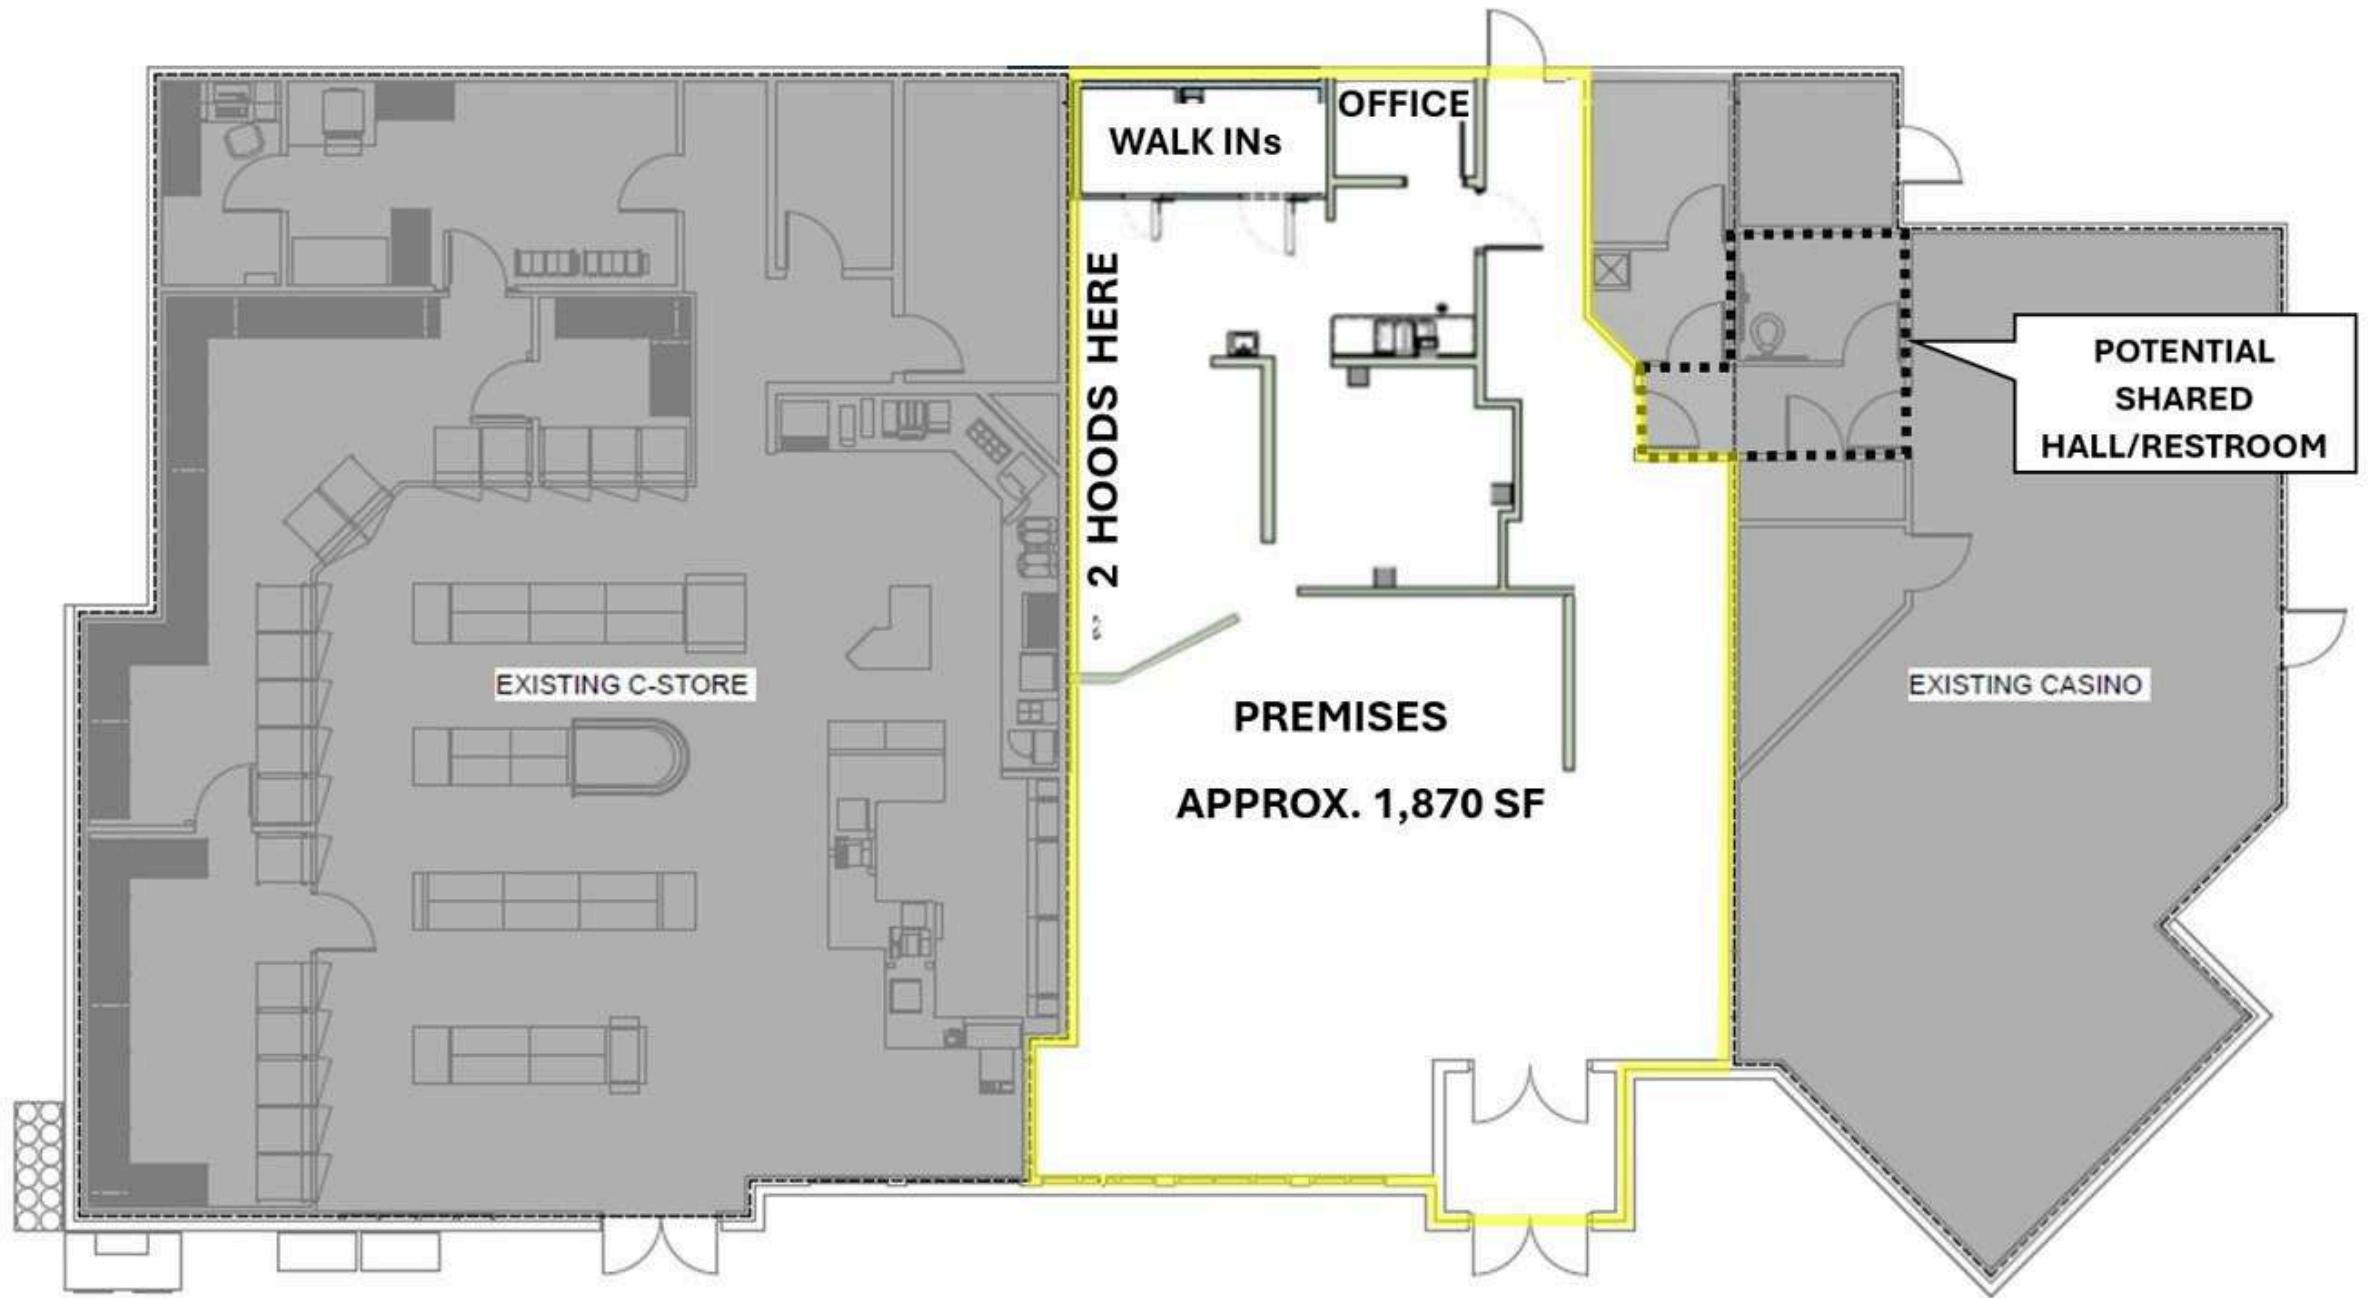 WALK INs
OFFICE
2 HOODS HERE
POTENTIAL
SHARED
HALL/RESTROOM
EXISTING C-STORE
PREMISES
APPROX. 1,870 SF
EXISTING CASINO